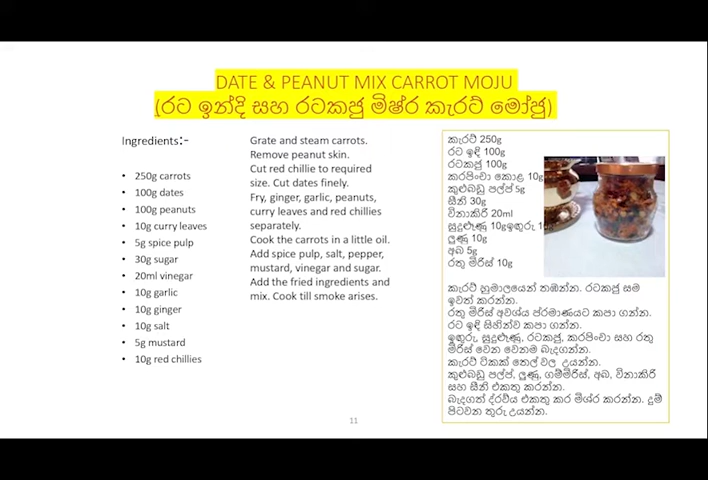 DATE & PEANUT MIX CARROT MOJU
(රට ඉන්දි සහ රටකජු මිෂ්ර කැරට් මෝජු)
Ingredients:-
• 250g carrots
• 100g dates
• 100g peanuts
• 10g curry leaves
• 5g spice pulp
• 30g sugar
• 20ml vinegar
• 10g garlic
• 10g ginger
• 10g salt
• 5g mustard
• 10g red chillies
Grate and steam carrots.
Remove peanut skin.
Cut red chillie to required
size. Cut dates finely.
Fry, ginger, garlic, peanuts,
curry leaves and red chillies
separately.
Cook the carrots in a little oil.
Add spice pulp, salt, pepper,
mustard, vinegar and sugar.
Add the fried ingredients and
mix. Cook till smoke arises.
කැරට් 250g
රට ඉඳි 100g
රටකජු 100g
කරපිංචා කොළ 10g
කුළුබඩු පල්ප් 5g
සීනි 30g
විනාකිරි 20ml
සුදුළූණු 10gඉඟුරු
ලුණු 10g
අබ 5g
රතු මිරිස් 10g
කැරට් හුමාලයෙන් තඹන්න. රටකජු සම
ඉවත් කරන්න.
රතු මිරිස් අවශ්ය ප්රමාණයට කපා ගන්න.
රට ඉඳි සිහින්ව කපා ගන්න.
ඉඟුරු, සුදුළූණු, රටකජු, කරපිංචා සහ රතු
මිරිස් වෙන වෙනම බැදගන්න.
කැරට් ටිකක් තෙල් වල උයන්න.
කුළුබඩු පල්ප්, ලුණු, ගම්මිරිස්, අබ, විනාකිරි
සහ සීනි එකතු කරන්න.
බැදගත් ද්රව්ය එකතු කර මිශ්ර කරන්න. දුම්
පිටවන තුරු උයන්න.
11